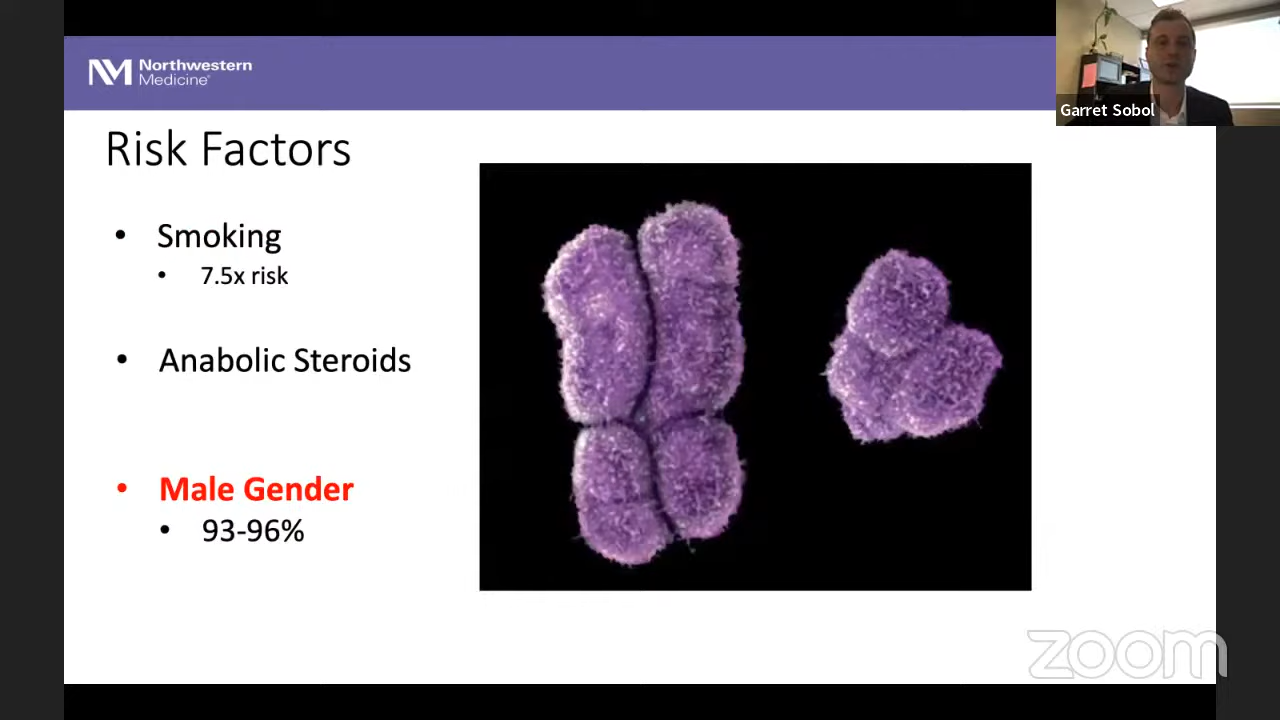 Northwestern
Medicine
Garret Sobol
Risk Factors
• Smoking
• 7.5x risk
• Anabolic Steroids
• Male Gender
• 93-96%
zoom